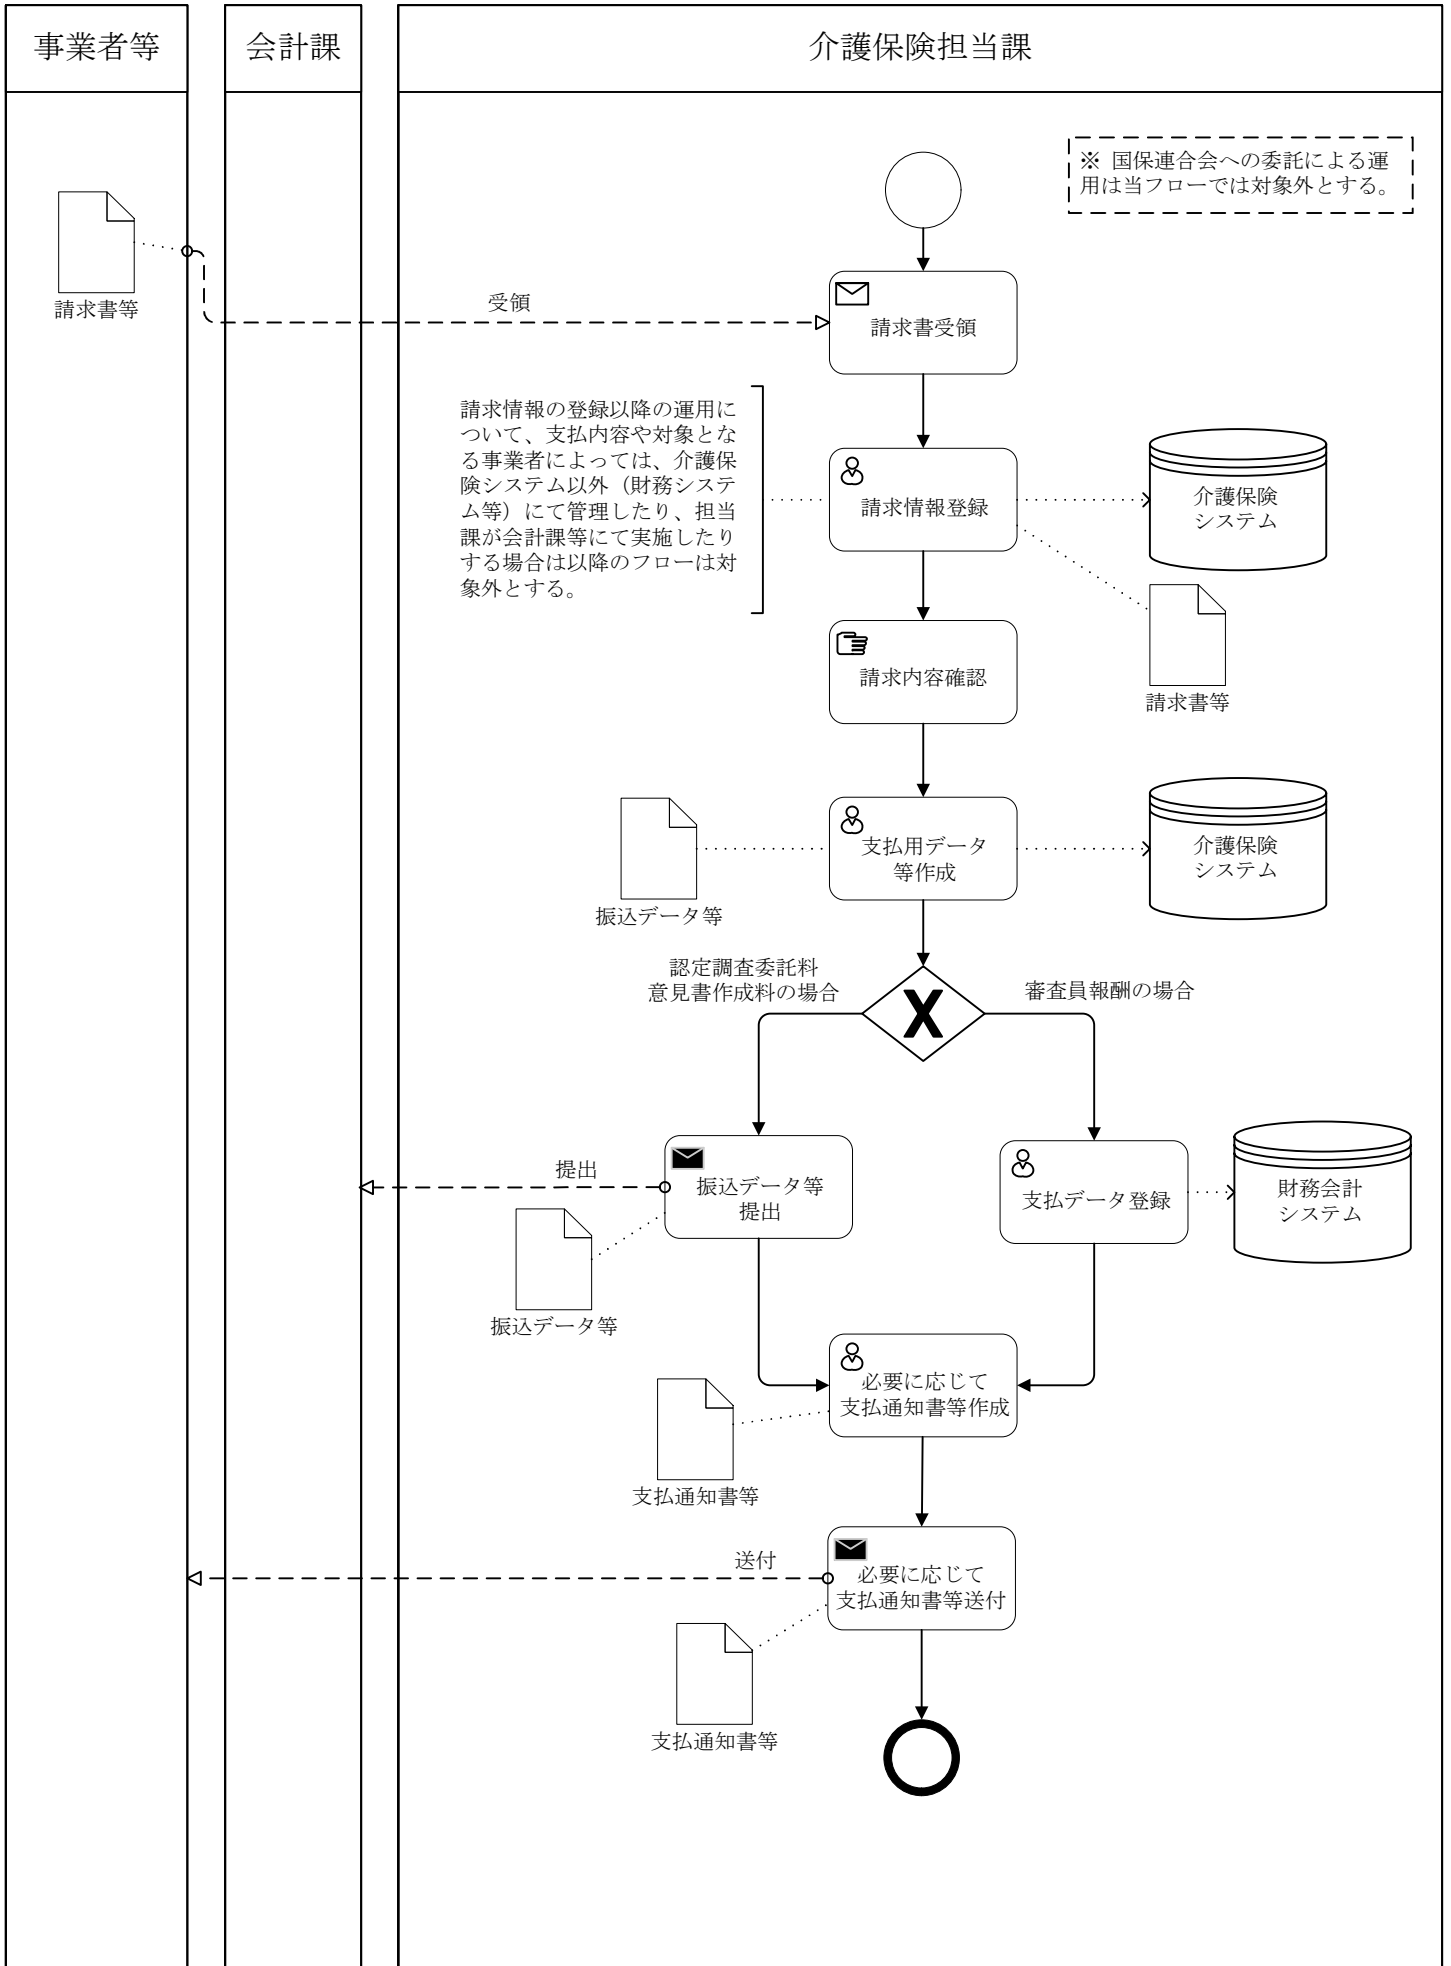 事業者等
会計課
介護保険担当課
※ 国保連合会への委託による運
用は当フローでは対象外とする。
請求書等
受領
請求書受領
請求情報の登録以降の運用に
ついて、支払内容や対象とな
る事業者によっては、介護保
険システム以外（財務システ
ム等）にて管理したり、担当
課が会計課等にて実施したり
する場合は以降のフローは対
象外とする。
請求情報登録
介護保険
システム
請求書等
請求内容確認
支払用データ
等作成
介護保険
システム
振込データ等
認定調査委託料
意見書作成料の場合
審査員報酬の場合
X
提出
振込データ等
提出
支払データ登録
財務会計
システム
振込データ等
必要に応じて
支払通知書等作成
支払通知書等
送付
必要に応じて
支払通知書等送付
支払通知書等